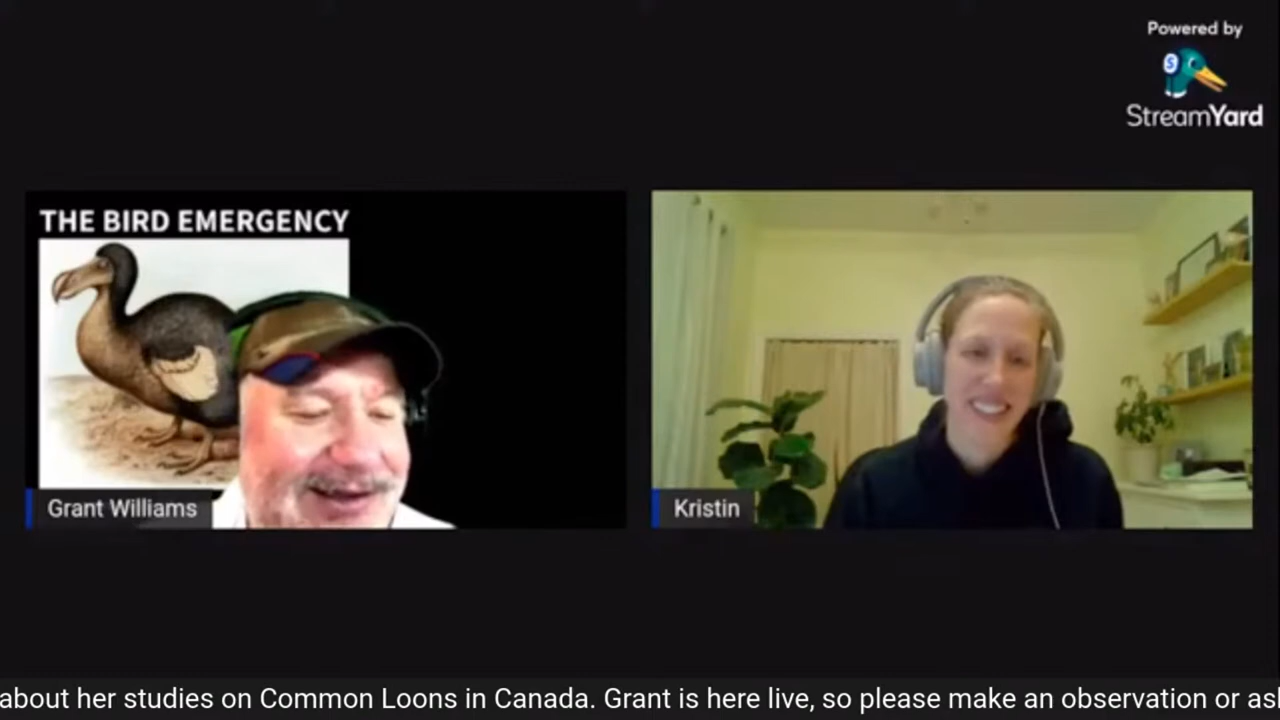 Powered by
StreamYard
THE BIRD EMERGENCY
Grant Williams
Kristin
about her studies on Common Loons in Canada. Grant is here live, so please make an observation or as